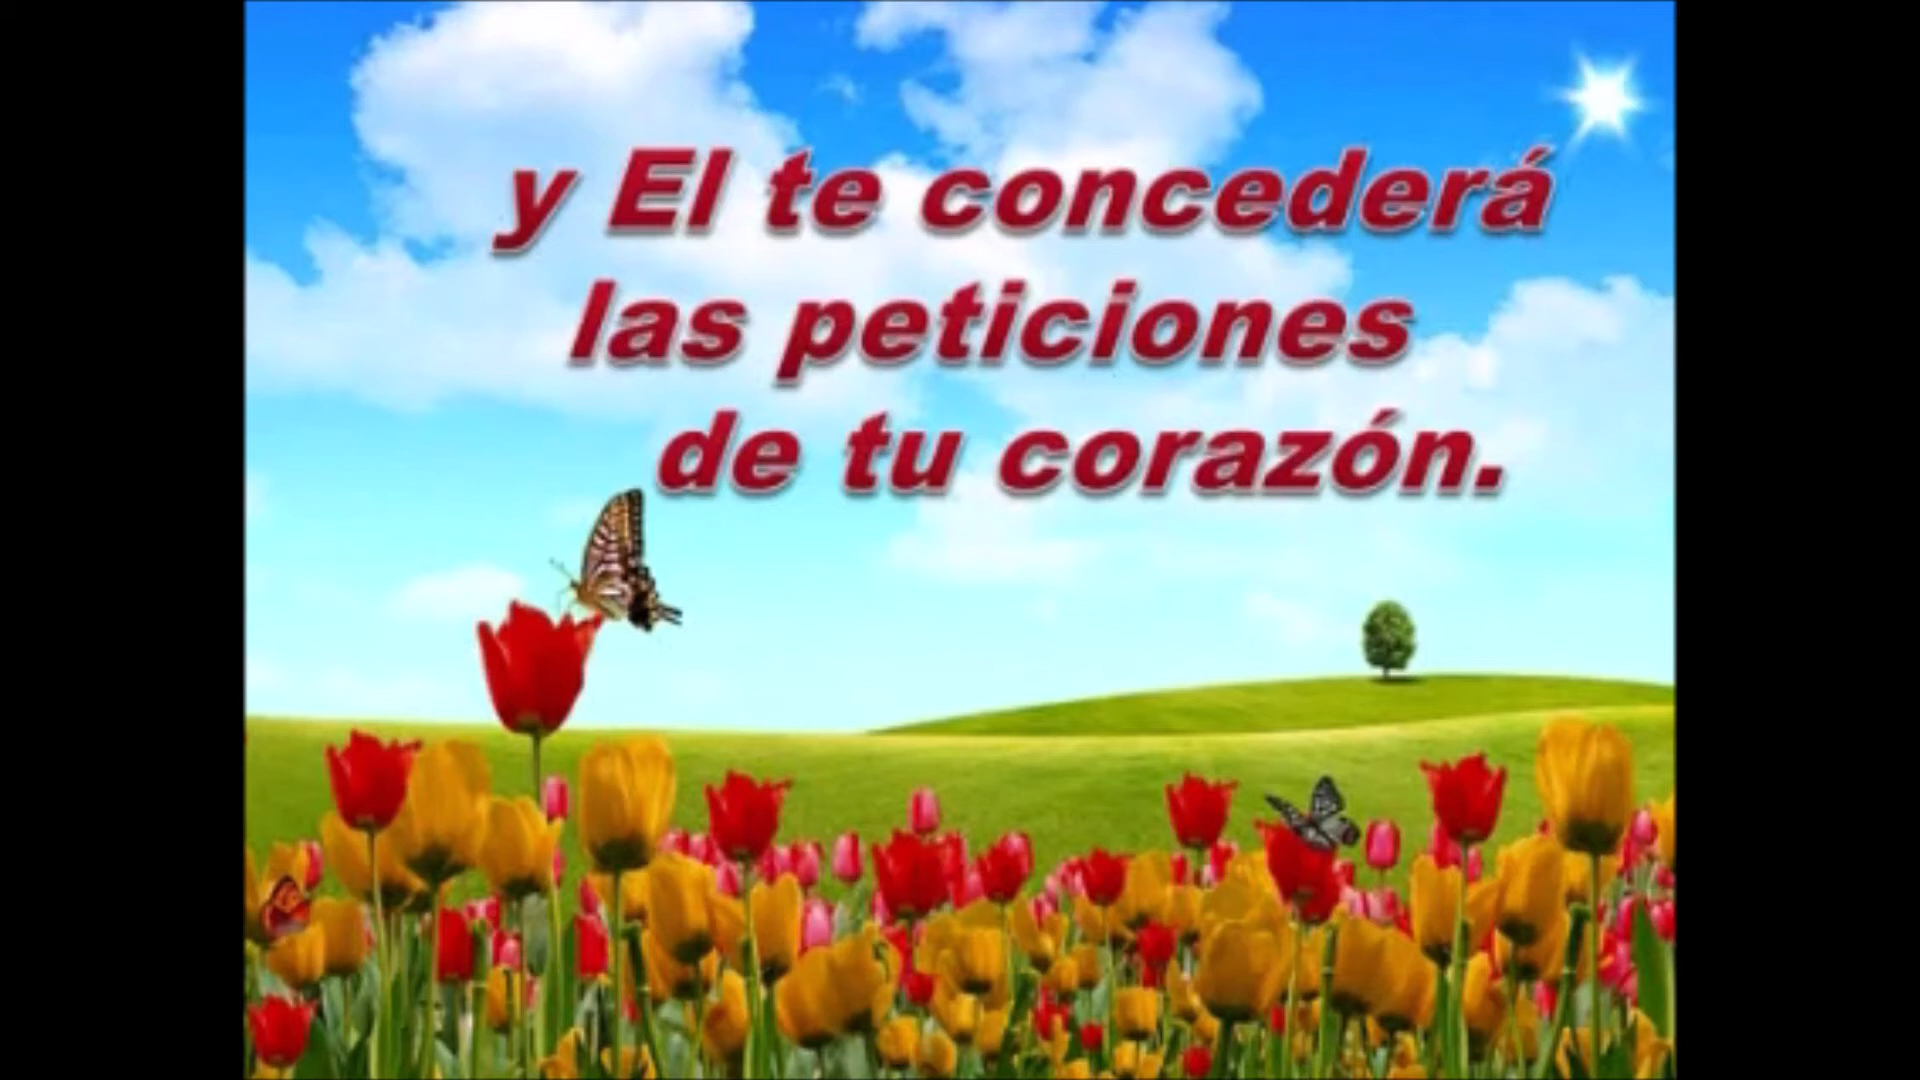 y El te concederá
las peticiones
de tu corazón.